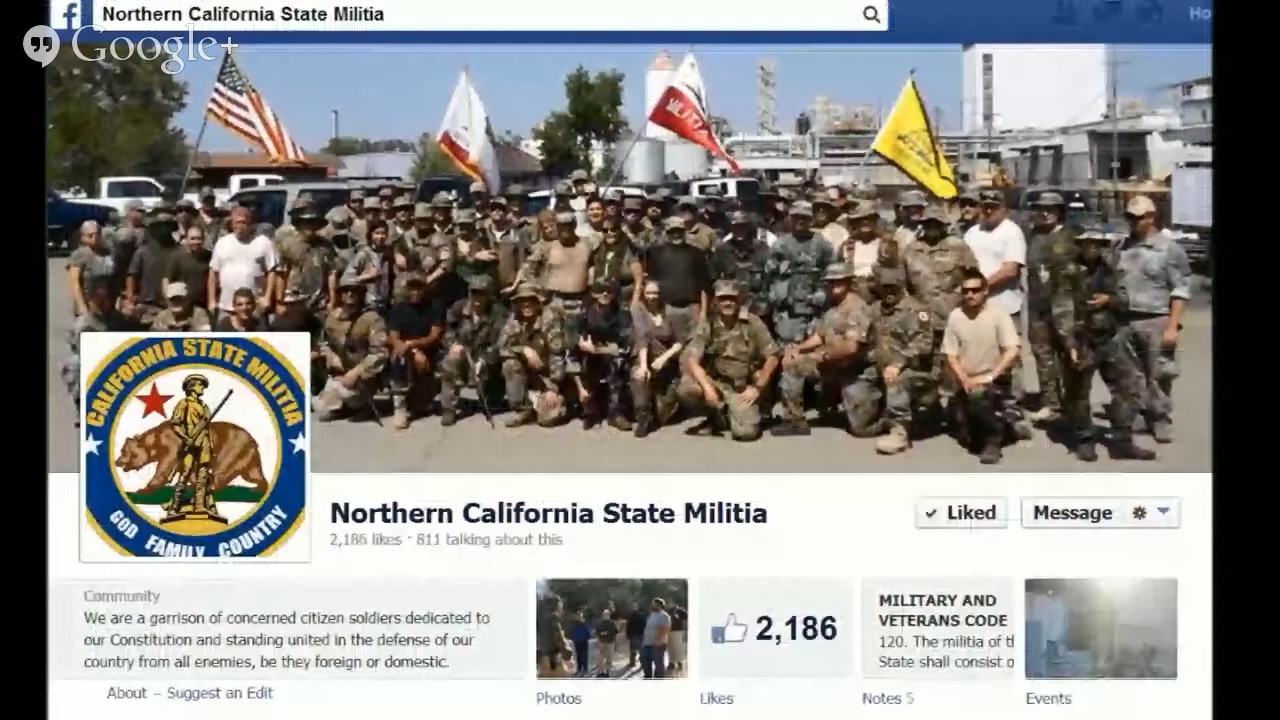 Northern California State Militia
Ho
Google+
MILITIA
CALIFORNIA STATE MILITIA
GOD FAMILY COUNTRY
Northern California State Militia
✓ Liked
Message
2,186 likes · 811 talking about this
Community
We are a garrison of concerned citizen soldiers dedicated to
our Constitution and standing united in the defense of our
country from all enemies, be they foreign or domestic.
About – Suggest an Edit
Photos
2,186
Likes
MILITARY AND
VETERANS CODE
120. The militia of th
State shall consist o
Notes 5
Events